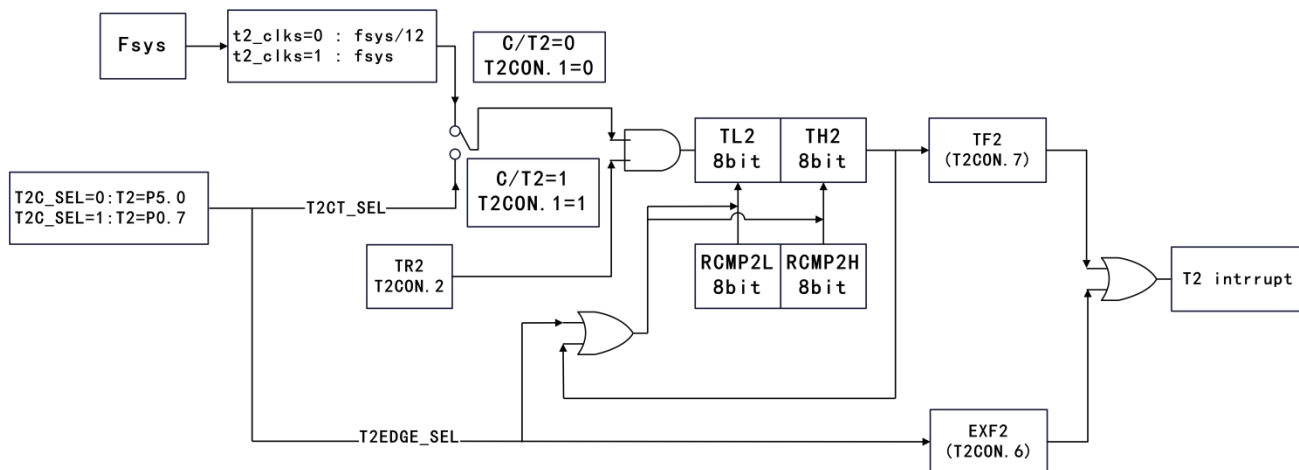 Fsys
t2_clks=0 : fsys/12
t2_clks=1 : fsys
C/T2=0
T2CON.1=0
TL2
8bit
TH2
8bit
TF2
(T2CON.7)
C/T2=1
T2CON.1=1
T2C_SEL=0:T2=P5.0
T2C_SEL=1:T2=P0.7
T2CT_SEL
TR2
T2CON.2
RCMP2L
8bit
RCMP2H
8bit
T2 intrrupt
T2EDGE_SEL
EXF2
(T2CON.6)